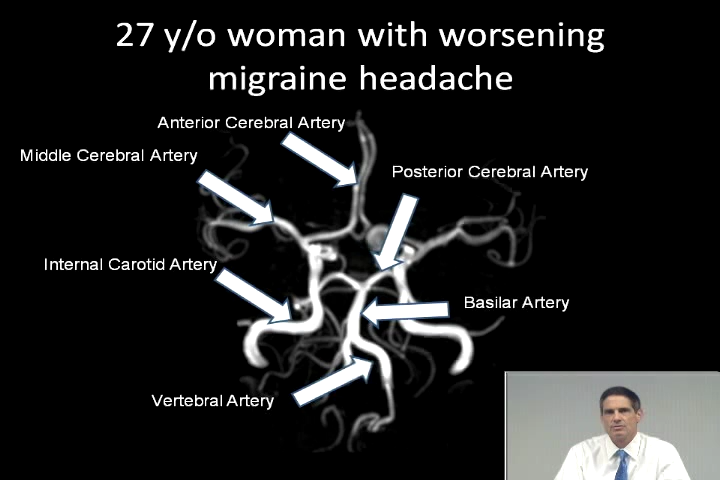 27 y/o woman with worsening
migraine headache
Anterior Cerebral Artery
Middle Cerebral Artery
Posterior Cerebral Artery
Internal Carotid Artery
Basilar Artery
Vertebral Artery